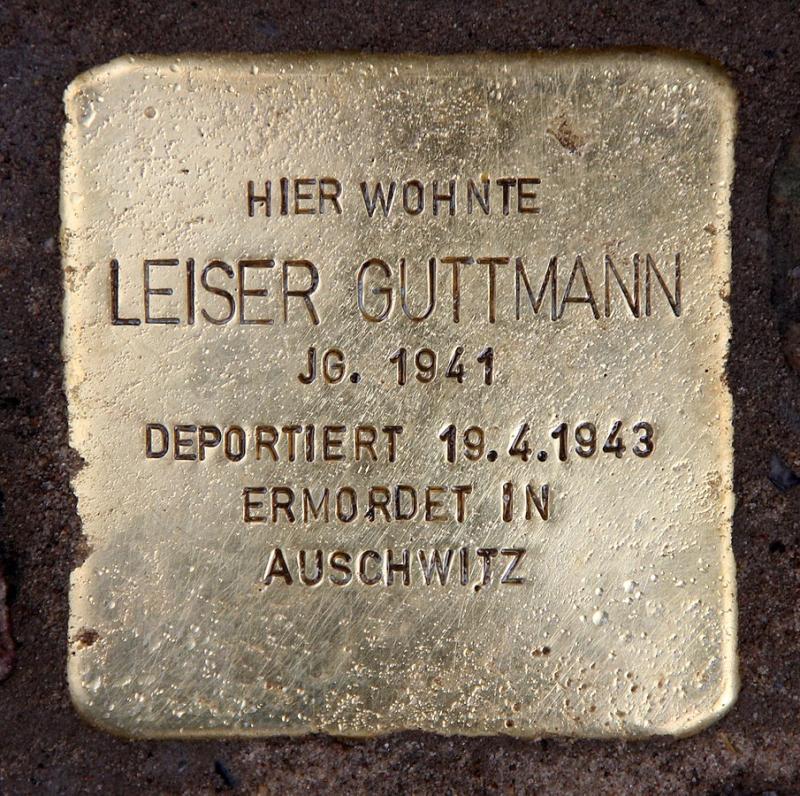 HIER WOHNTE
LEISER GUTTMANN
JG. 1941
DEPORTIERT 19.4.1943
ERMORDET IN
AUSCHWITZ